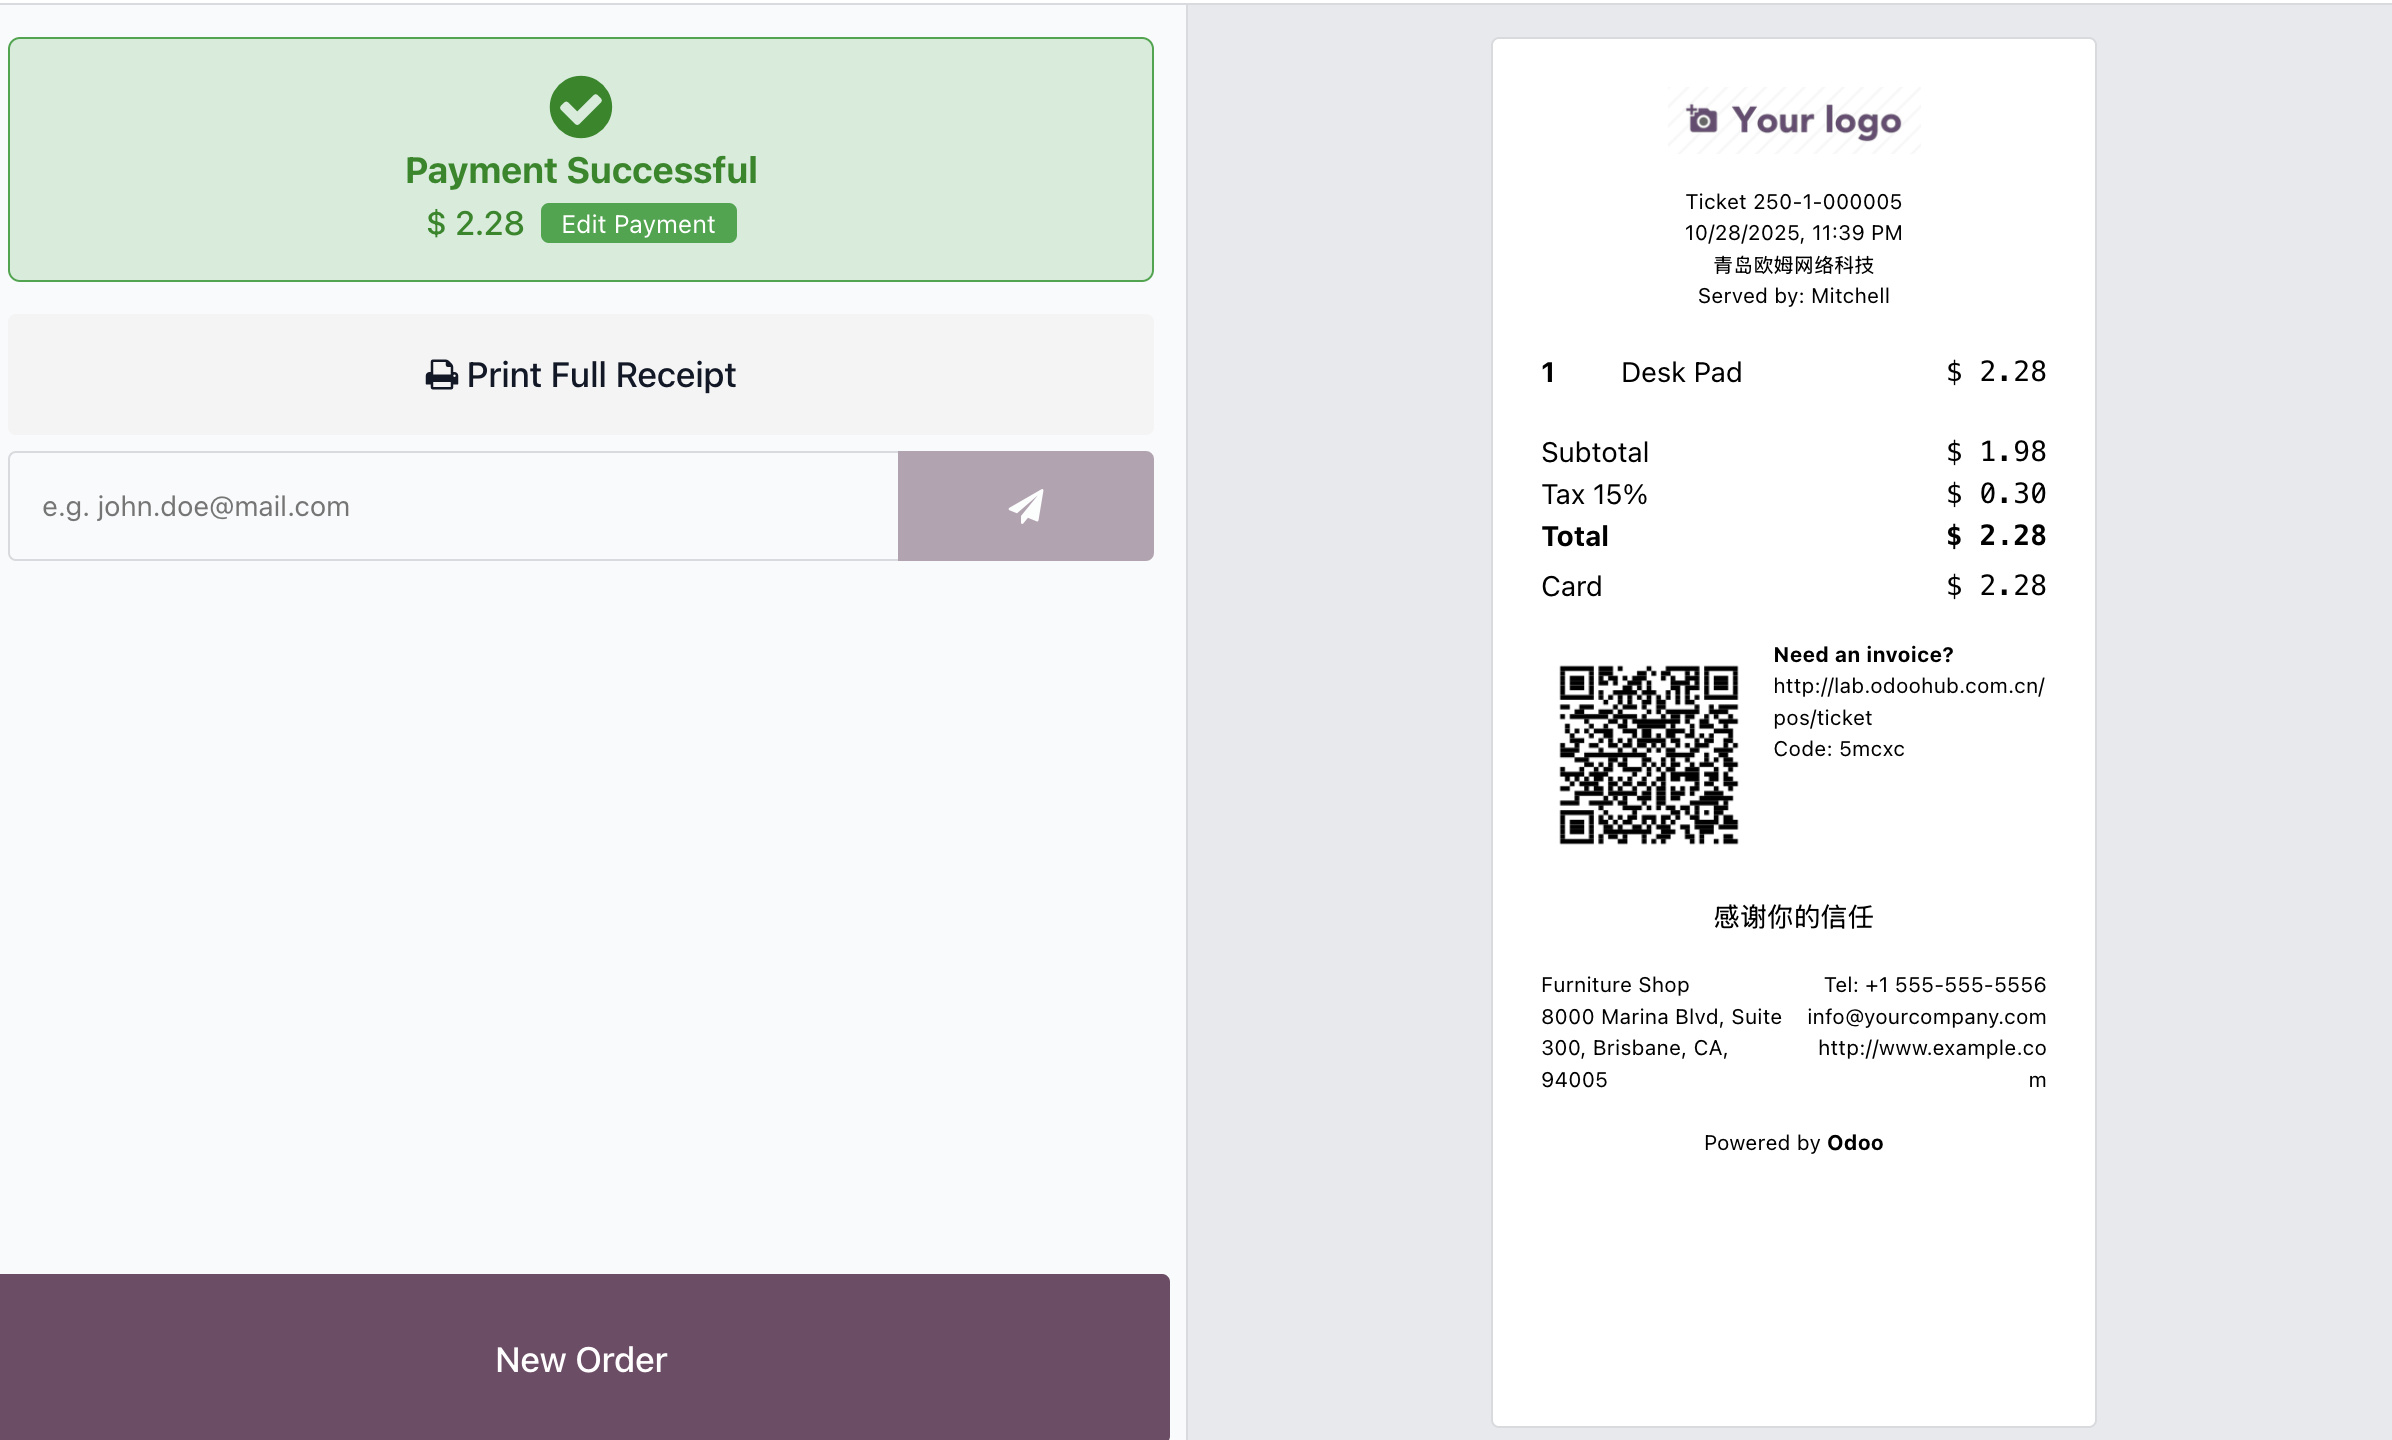 Payment Successful
$ 2.28 Edit Payment
Print Full Receipt
e.g. john.doe@mail.com
New Order
Your logo
Ticket 250-1-000005
10/28/2025, 11:39 PM
青岛欧姆网络科技
Served by: Mitchell
1 Desk Pad $ 2.28
Subtotal $ 1.98
Tax 15% $ 0.30
Total $ 2.28
Card $ 2.28
Need an invoice?
http://lab.odoohub.com.cn/
pos/ticket
Code: 5mcxc
感谢你的信任
Furniture Shop
8000 Marina Blvd, Suite
300, Brisbane, CA,
94005
Tel: +1 555-555-5556
info@yourcompany.com
http://www.example.co
m
Powered by Odoo